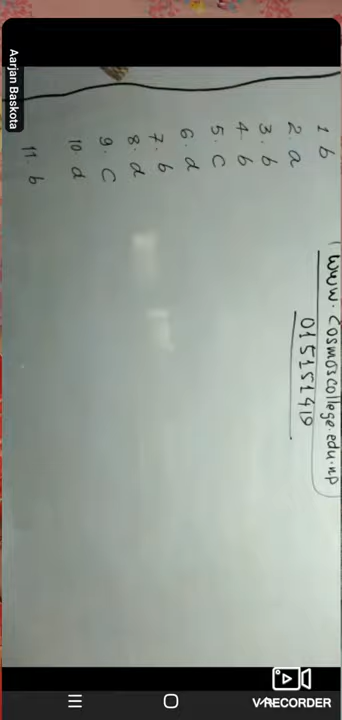 www.cosmoscollege.edu.np
015151419
1 b
2. a
3. b
4. b
5. c
6. d
7. b
8. d
9. c
10. d
11. b
Aarjan Baskota
V RECORDER